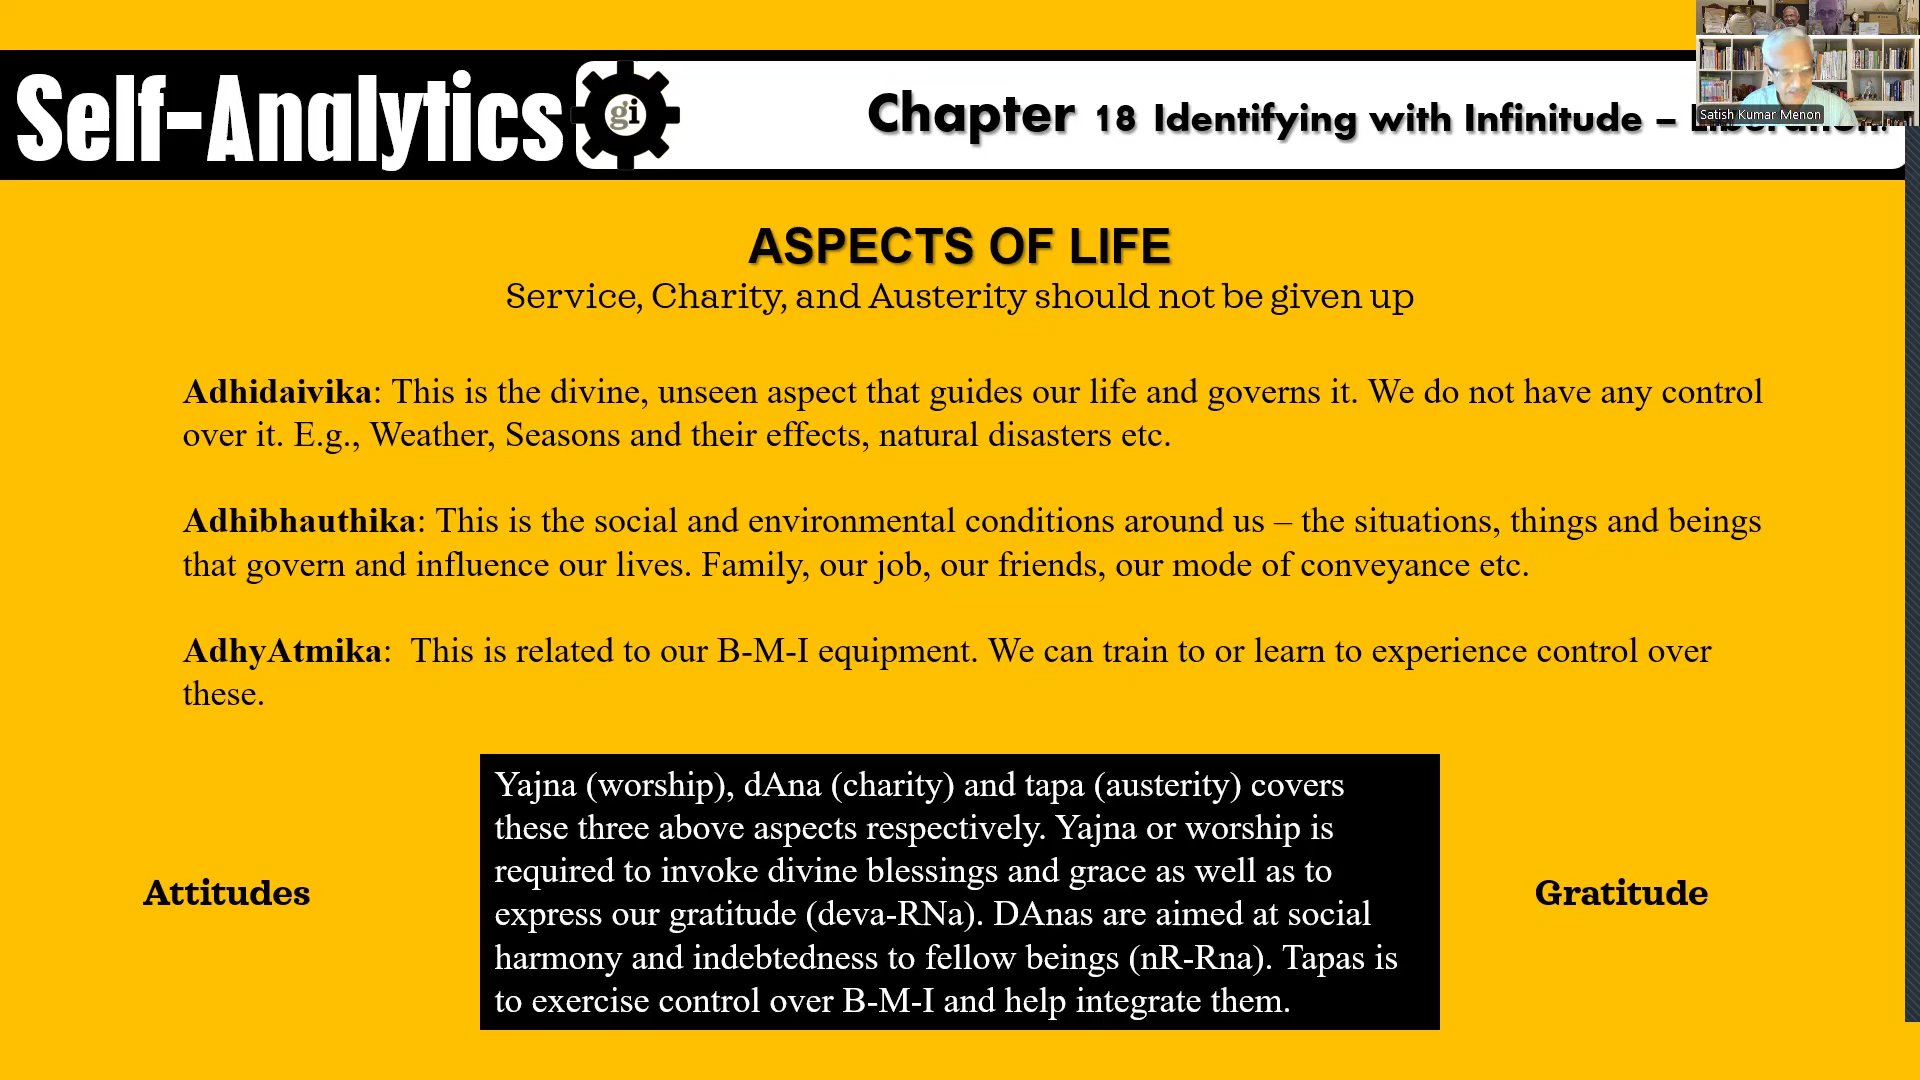 Self-Analytics
gi
Chapter 18 Identifying with Infinitude –
Satish Kumar Menon
ASPECTS OF LIFE
Service, Charity, and Austerity should not be given up
Adhidaivika: This is the divine, unseen aspect that guides our life and governs it. We do not have any control
over it. E.g., Weather, Seasons and their effects, natural disasters etc.
Adhibhauthika: This is the social and environmental conditions around us – the situations, things and beings
that govern and influence our lives. Family, our job, our friends, our mode of conveyance etc.
AdhyAtmika:  This is related to our B-M-I equipment. We can train to or learn to experience control over
these.
Yajna (worship), dAna (charity) and tapa (austerity) covers
these three above aspects respectively. Yajna or worship is
required to invoke divine blessings and grace as well as to
express our gratitude (deva-RNa). DAnas are aimed at social
harmony and indebtedness to fellow beings (nR-Rna). Tapas is
to exercise control over B-M-I and help integrate them.
Attitudes
Gratitude